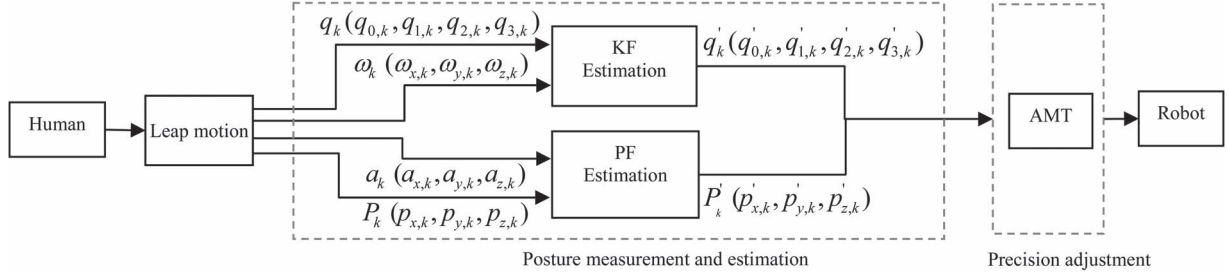 Human
Leap motion
q_k (q_{0,k}, q_{1,k}, q_{2,k}, q_{3,k})
ω_k (ω_{x,k}, ω_{y,k}, ω_{z,k})
a_k (a_{x,k}, a_{y,k}, a_{z,k})
P_k (p_{x,k}, p_{y,k}, p_{z,k})
KF
Estimation
PF
Estimation
q'_k (q'_{0,k}, q'_{1,k}, q'_{2,k}, q'_{3,k})
P'_k (p'_{x,k}, p'_{y,k}, p'_{z,k})
AMT
Robot
Posture measurement and estimation
Precision adjustment